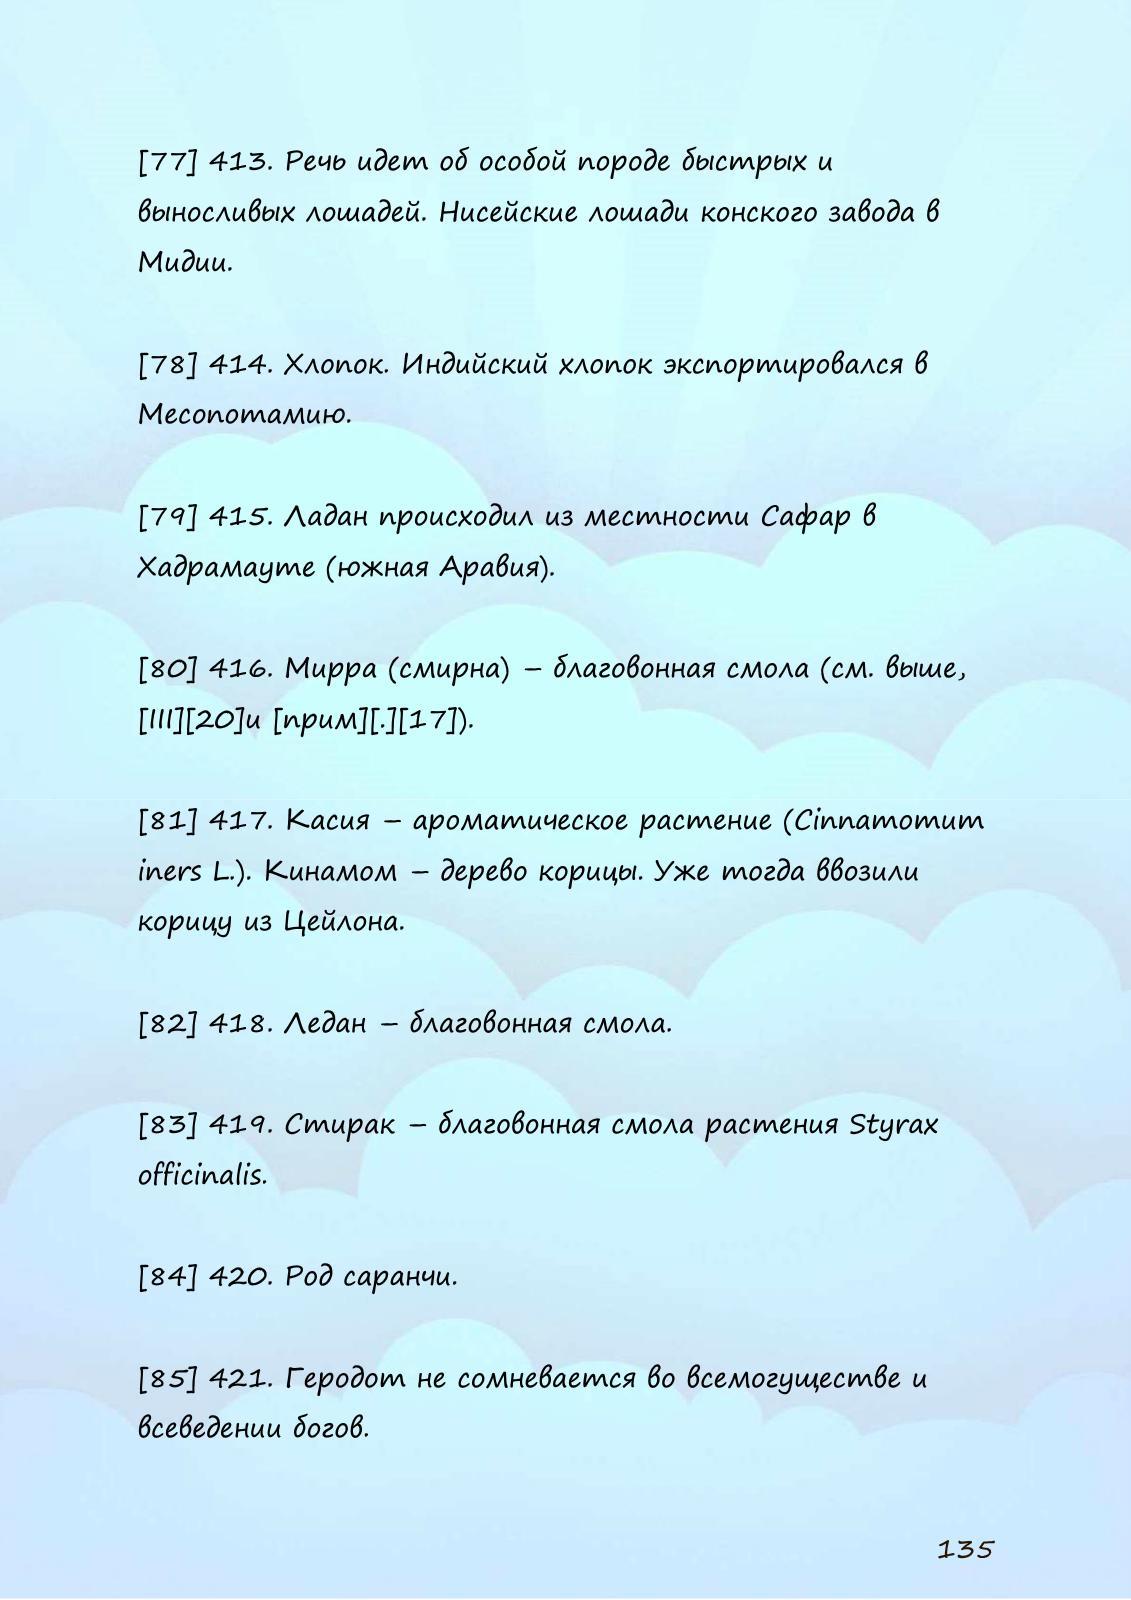 [77] 413. Речь идет об особой породе быстрых и
выносливых лошадей. Нисейские лошади конского завода в
Мидии.
[78] 414. Хлопок. Индийский хлопок экспортировался в
Месопотамию.
[79] 415. Ладан происходил из местности Сафар в
Хадрамауте (южная Аравия).
[80] 416. Мирра (смирна) – благовонная смола (см. выше,
[III][20]и [прим][.][17]).
[81] 417. Касия – ароматическое растение (Cinnamomum
iners L.). Кинамом – дерево корицы. Уже тогда ввозили
корицу из Цейлона.
[82] 418. Ледан – благовонная смола.
[83] 419. Стирак – благовонная смола растения Styrax
officinalis.
[84] 420. Род саранчи.
[85] 421. Геродот не сомневается во всемогуществе и
всеведении богов.
135